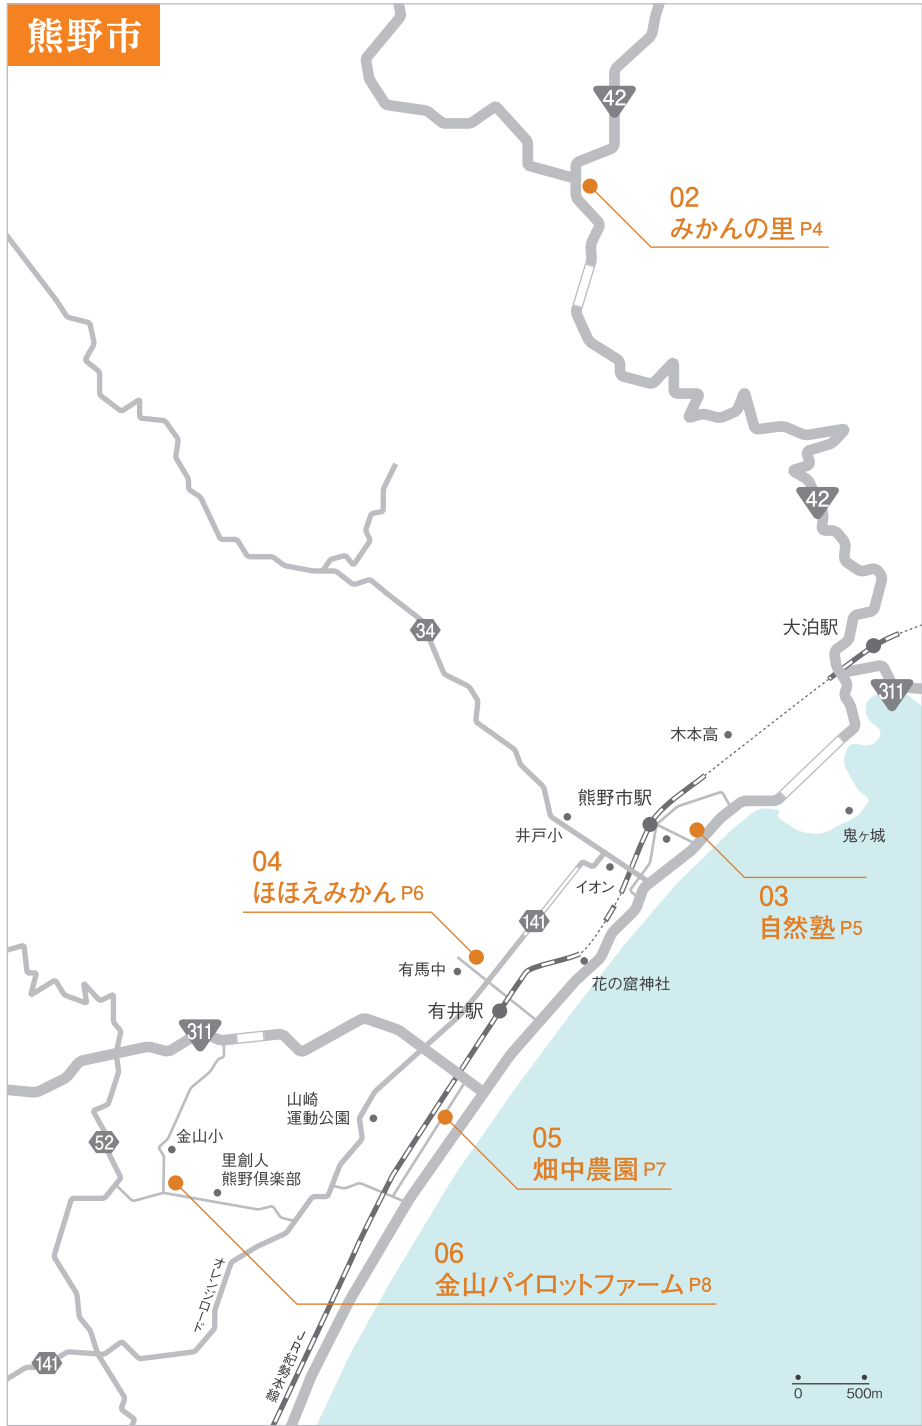 熊野市
42
02
みかんの里 P4
42
大泊駅
34
311
木本高
熊野市駅
井戸小
鬼ヶ城
イオン
04
ほほえみかん P6
03
自然塾 P5
141
有馬中
花の窟神社
有井駅
311
山崎
運動公園
52
金山小
里創人
熊野倶楽部
05
畑中農園 P7
06
金山パイロットファーム P8
オレンジロード
JR紀勢本線
141
0 500m